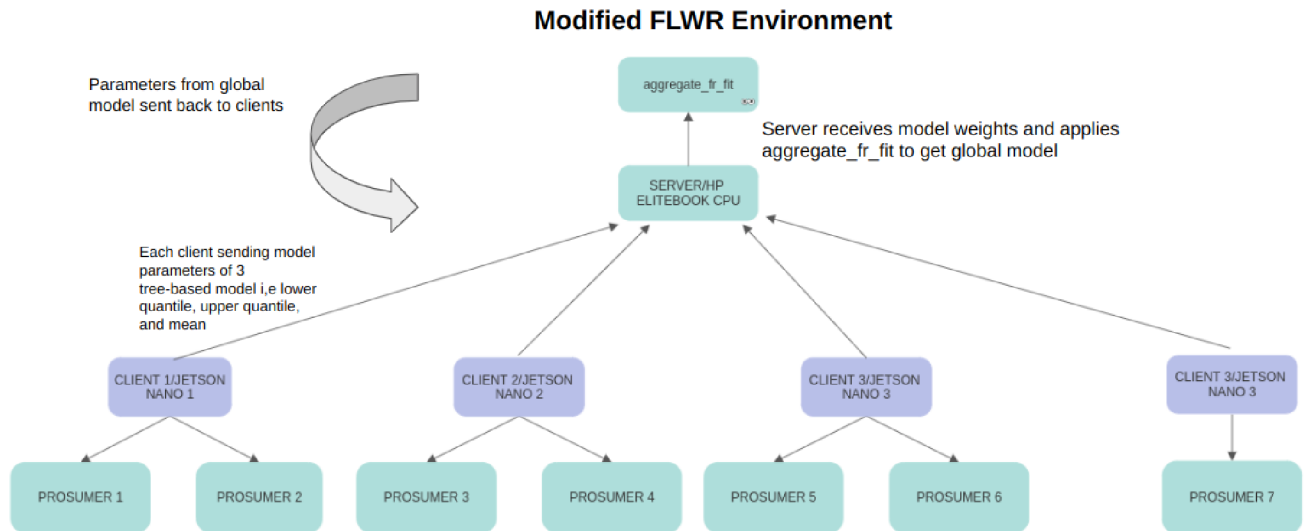 Modified FLWR Environment
Parameters from global
model sent back to clients
aggregate_fr_fit
Server receives model weights and applies
aggregate_fr_fit to get global model
SERVER/HP
ELITEBOOK CPU
Each client sending model
parameters of 3
tree-based model i,e lower
quantile, upper quantile,
and mean
CLIENT 1/JETSON
NANO 1
CLIENT 2/JETSON
NANO 2
CLIENT 3/JETSON
NANO 3
CLIENT 3/JETSON
NANO 3
PROSUMER 1
PROSUMER 2
PROSUMER 3
PROSUMER 4
PROSUMER 5
PROSUMER 6
PROSUMER 7